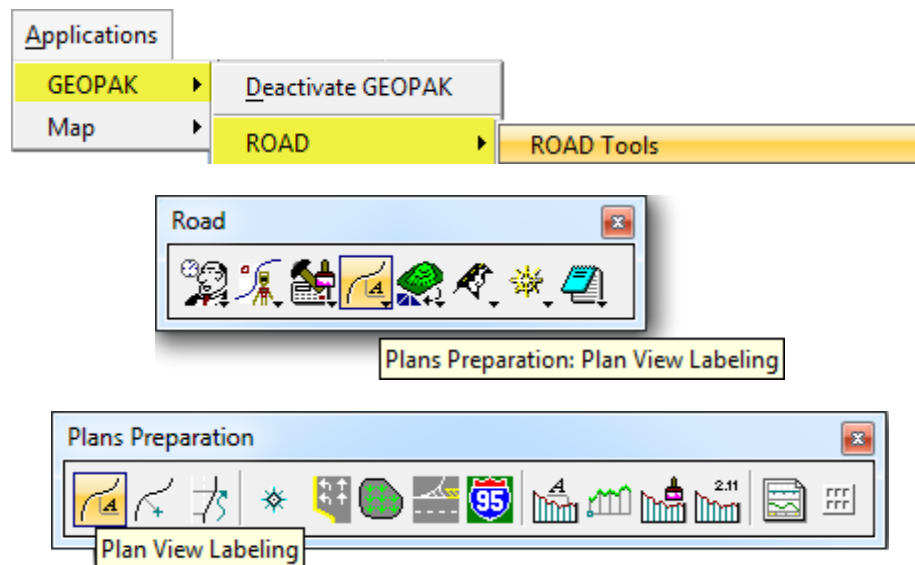 Applications
GEOPAK
Deactivate GEOPAK
Map
ROAD
ROAD Tools
Road
A
Plans Preparation: Plan View Labeling
Plans Preparation
A
95
A
2.11
Plan View Labeling